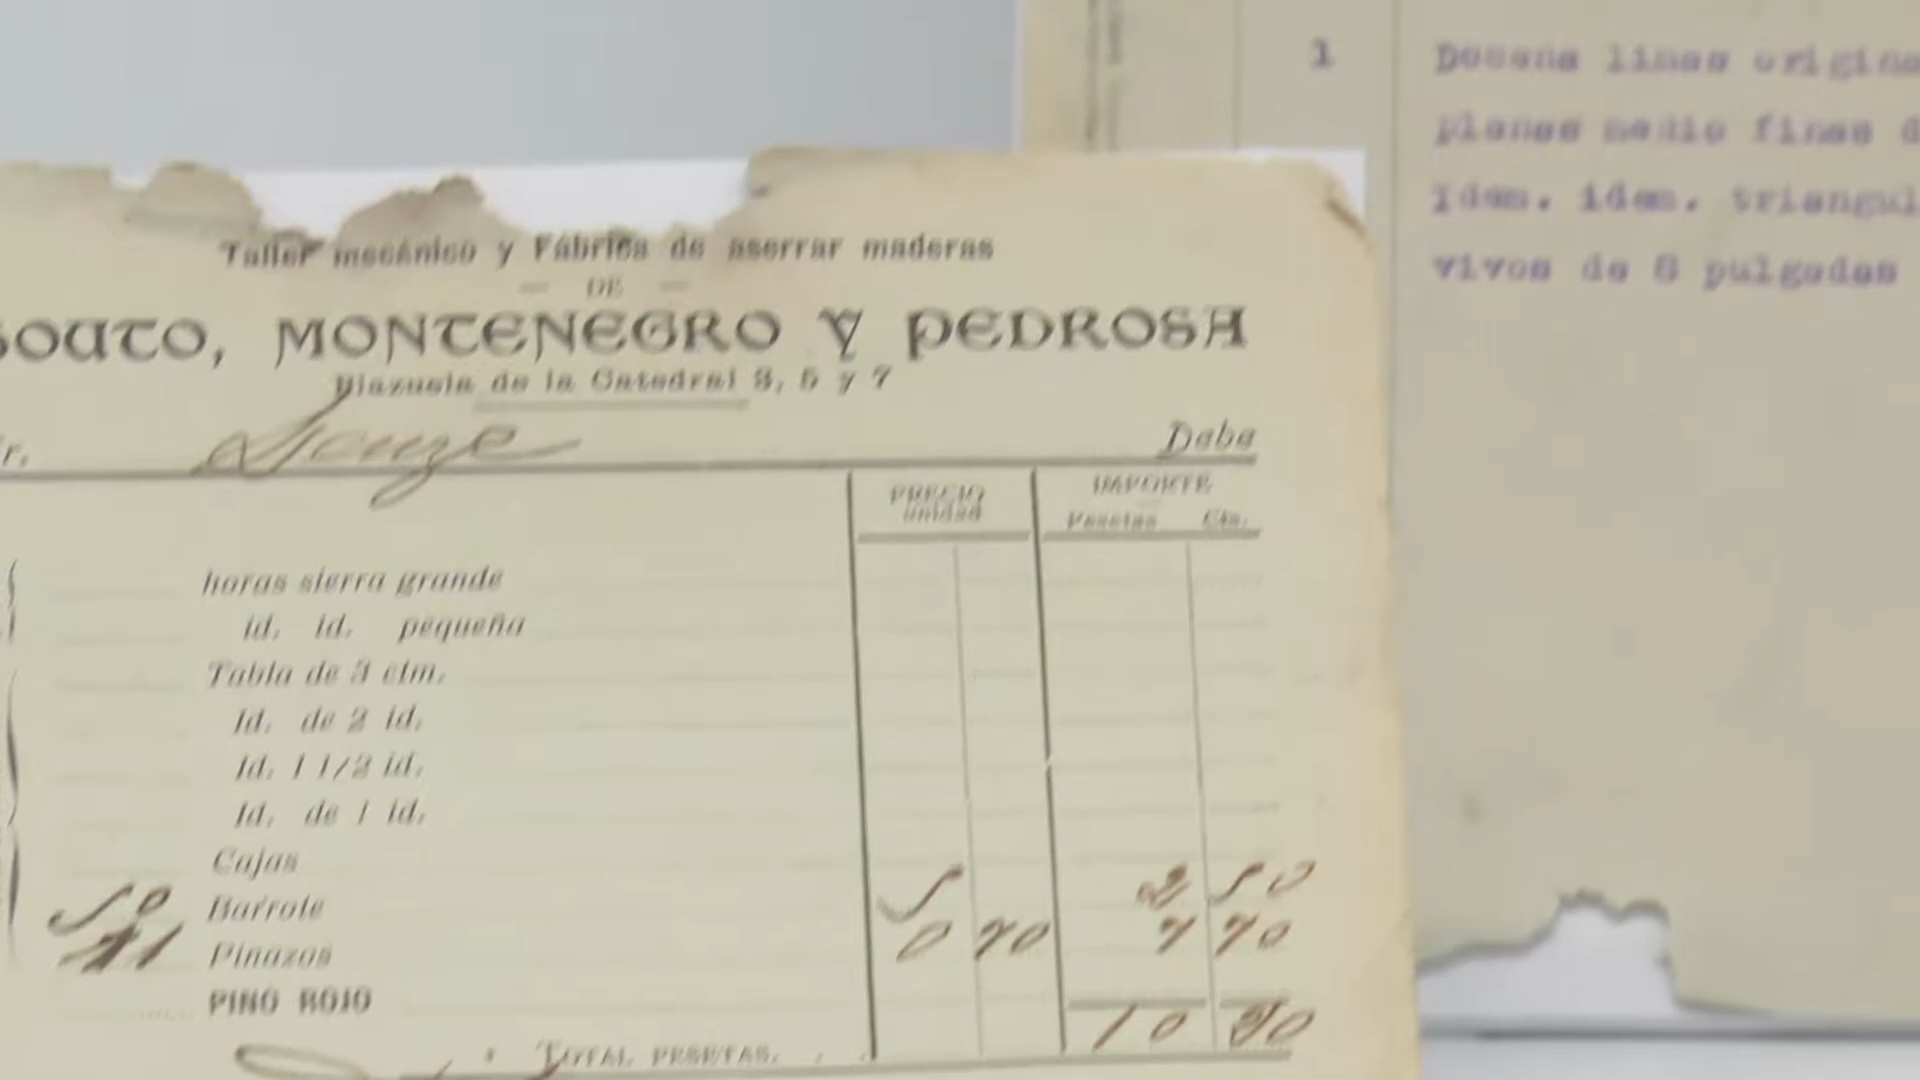 Taller mecánico y Fábrica de aserrar maderas
— DE —
SOUTO, MONTENEGRO Y PEDROSA
Plazuela de la Catedral 3, 5 y 7
r.
Debe
PRECIO
unidad
IMPORTE
Pesetas Cts.
horas sierra grande
id. id. pequeña
Tabla de 3 ctm.
Id. de 2 id.
Id. 1 1/2 id.
Id. de 1 id.
Cajas
50 Barrote 5 2 50
11 Pinazos 0 70 7 70
PINO ROJO
10
TOTAL PESETAS.
1 Docena limas origina
planas medio finas d
Idem. idem. triangul
vivos de 8 pulgadas